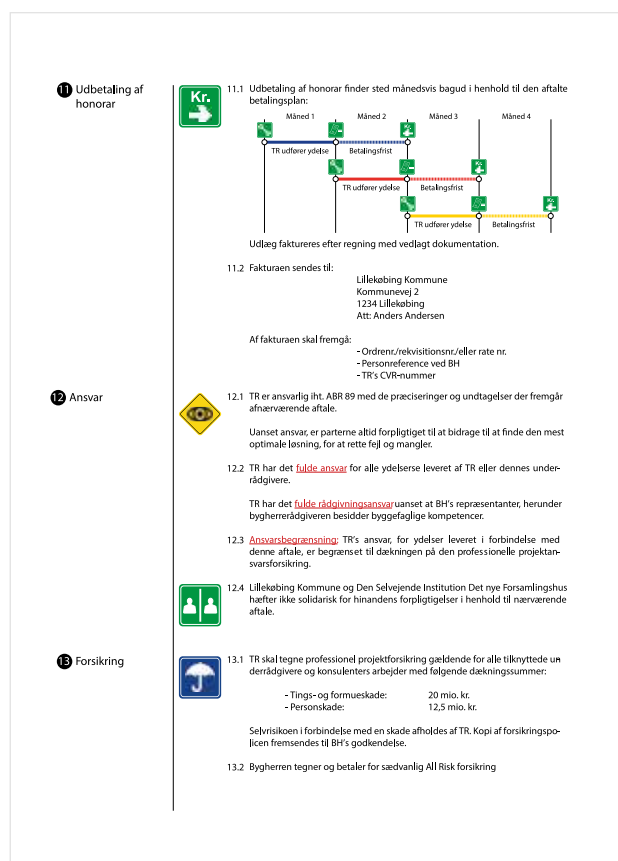 11 Udbetaling af
honorar
Kr.
11.1 Udbetaling af honorar finder sted månedsvis bagud i henhold til den aftalte
betalingsplan:
Måned 1 Måned 2 Måned 3 Måned 4
Kr.
TR udfører ydelse Betalingsfrist
Kr.
TR udfører ydelse Betalingsfrist
Kr.
TR udfører ydelse Betalingsfrist
Udlæg faktureres efter regning med vedlagt dokumentation.
11.2 Fakturaen sendes til:
Lillekøbing Kommune
Kommunevej 2
1234 Lillekøbing
Att: Anders Andersen
Af fakturaen skal fremgå:
- Ordrenr./rekvisitionsnr./eller rate nr.
- Personreference ved BH
- TR's CVR-nummer
12 Ansvar
12.1 TR er ansvarlig iht. ABR 89 med de præciseringer og undtagelser der fremgår
afnærværende aftale.
Uanset ansvar, er parterne altid forpligtiget til at bidrage til at finde den mest
optimale løsning, for at rette fejl og mangler.
12.2 TR har det fulde ansvar for alle ydelserse leveret af TR eller dennes under-
rådgivere.
TR har det fulde rådgivningsansvar uanset at BH's repræsentanter, herunder
bygherrerådgiveren besidder byggefaglige kompetencer.
12.3 Ansvarsbegrænsning; TR's ansvar, for ydelser leveret i forbindelse med
denne aftale, er begrænset til dækningen på den professionelle projektan-
svarsforsikring.
12.4 Lillekøbing Kommune og Den Selvejende Institution Det nye Forsamlingshus
hæfter ikke solidarisk for hinandens forpligtigelser i henhold til nærværende
aftale.
13 Forsikring
13.1 TR skal tegne professionel projektforsikring gældende for alle tilknyttede un-
derrådgivere og konsulenters arbejder med følgende dækningssummer:
- Tings- og formueskade: 20 mio. kr.
- Personskade: 12,5 mio. kr.
Selvrisikoen i forbindelse med en skade afholdes af TR. Kopi af forsikringspo-
licen fremsendes til BH's godkendelse.
13.2 Bygherren tegner og betaler for sædvanlig All Risk forsikring